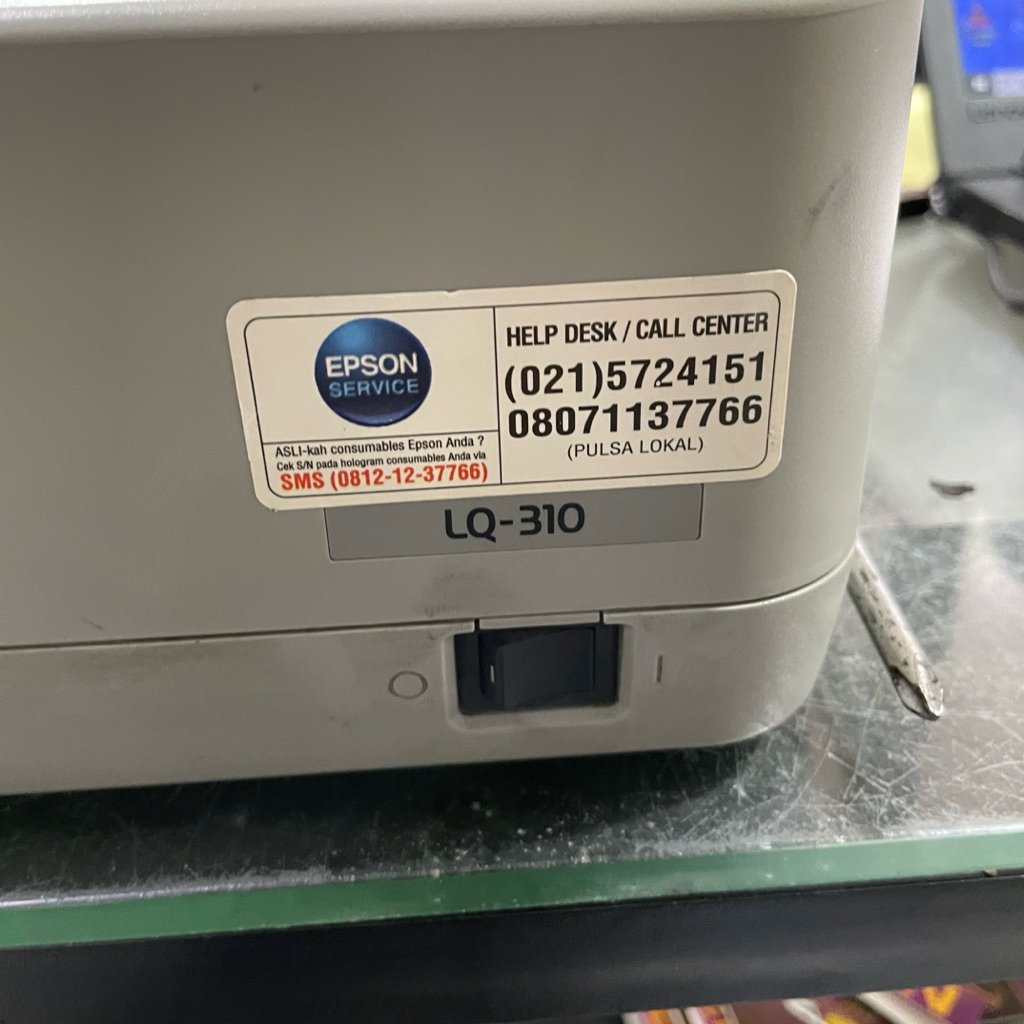 EPSON
SERVICE
ASLI-kah consumables Epson Anda ?
Cek S/N pada hologram consumables Anda via
SMS (0812-12-37766)
HELP DESK / CALL CENTER
(021)5724151
08071137766
(PULSA LOKAL)
LQ-310